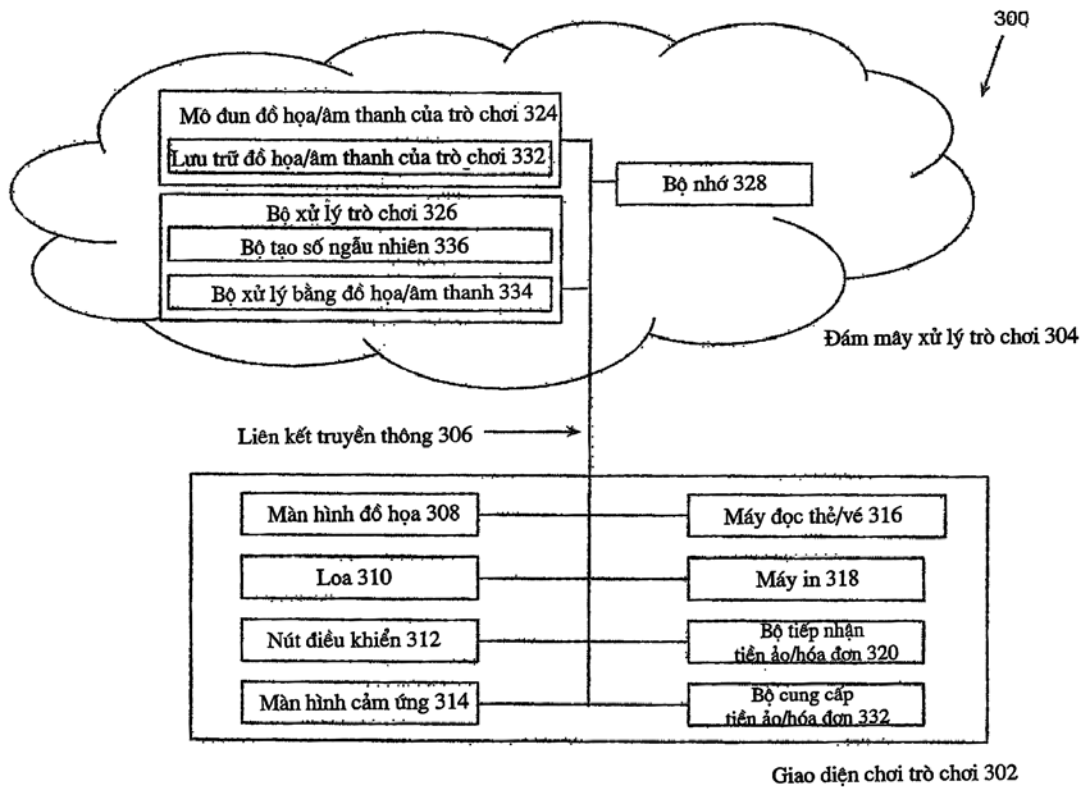 300
Mô đun đồ họa/âm thanh của trò chơi 324
Lưu trữ đồ họa/âm thanh của trò chơi 332
Bộ nhớ 328
Bộ xử lý trò chơi 326
Bộ tạo số ngẫu nhiên 336
Bộ xử lý bằng đồ họa/âm thanh 334
Đám mây xử lý trò chơi 304
Liên kết truyền thông 306
Màn hình đồ họa 308
Máy đọc thẻ/vé 316
Loa 310
Máy in 318
Nút điều khiển 312
Bộ tiếp nhận
tiền ảo/hóa đơn 320
Màn hình cảm ứng 314
Bộ cung cấp
tiền ảo/hóa đơn 332
Giao diện chơi trò chơi 302